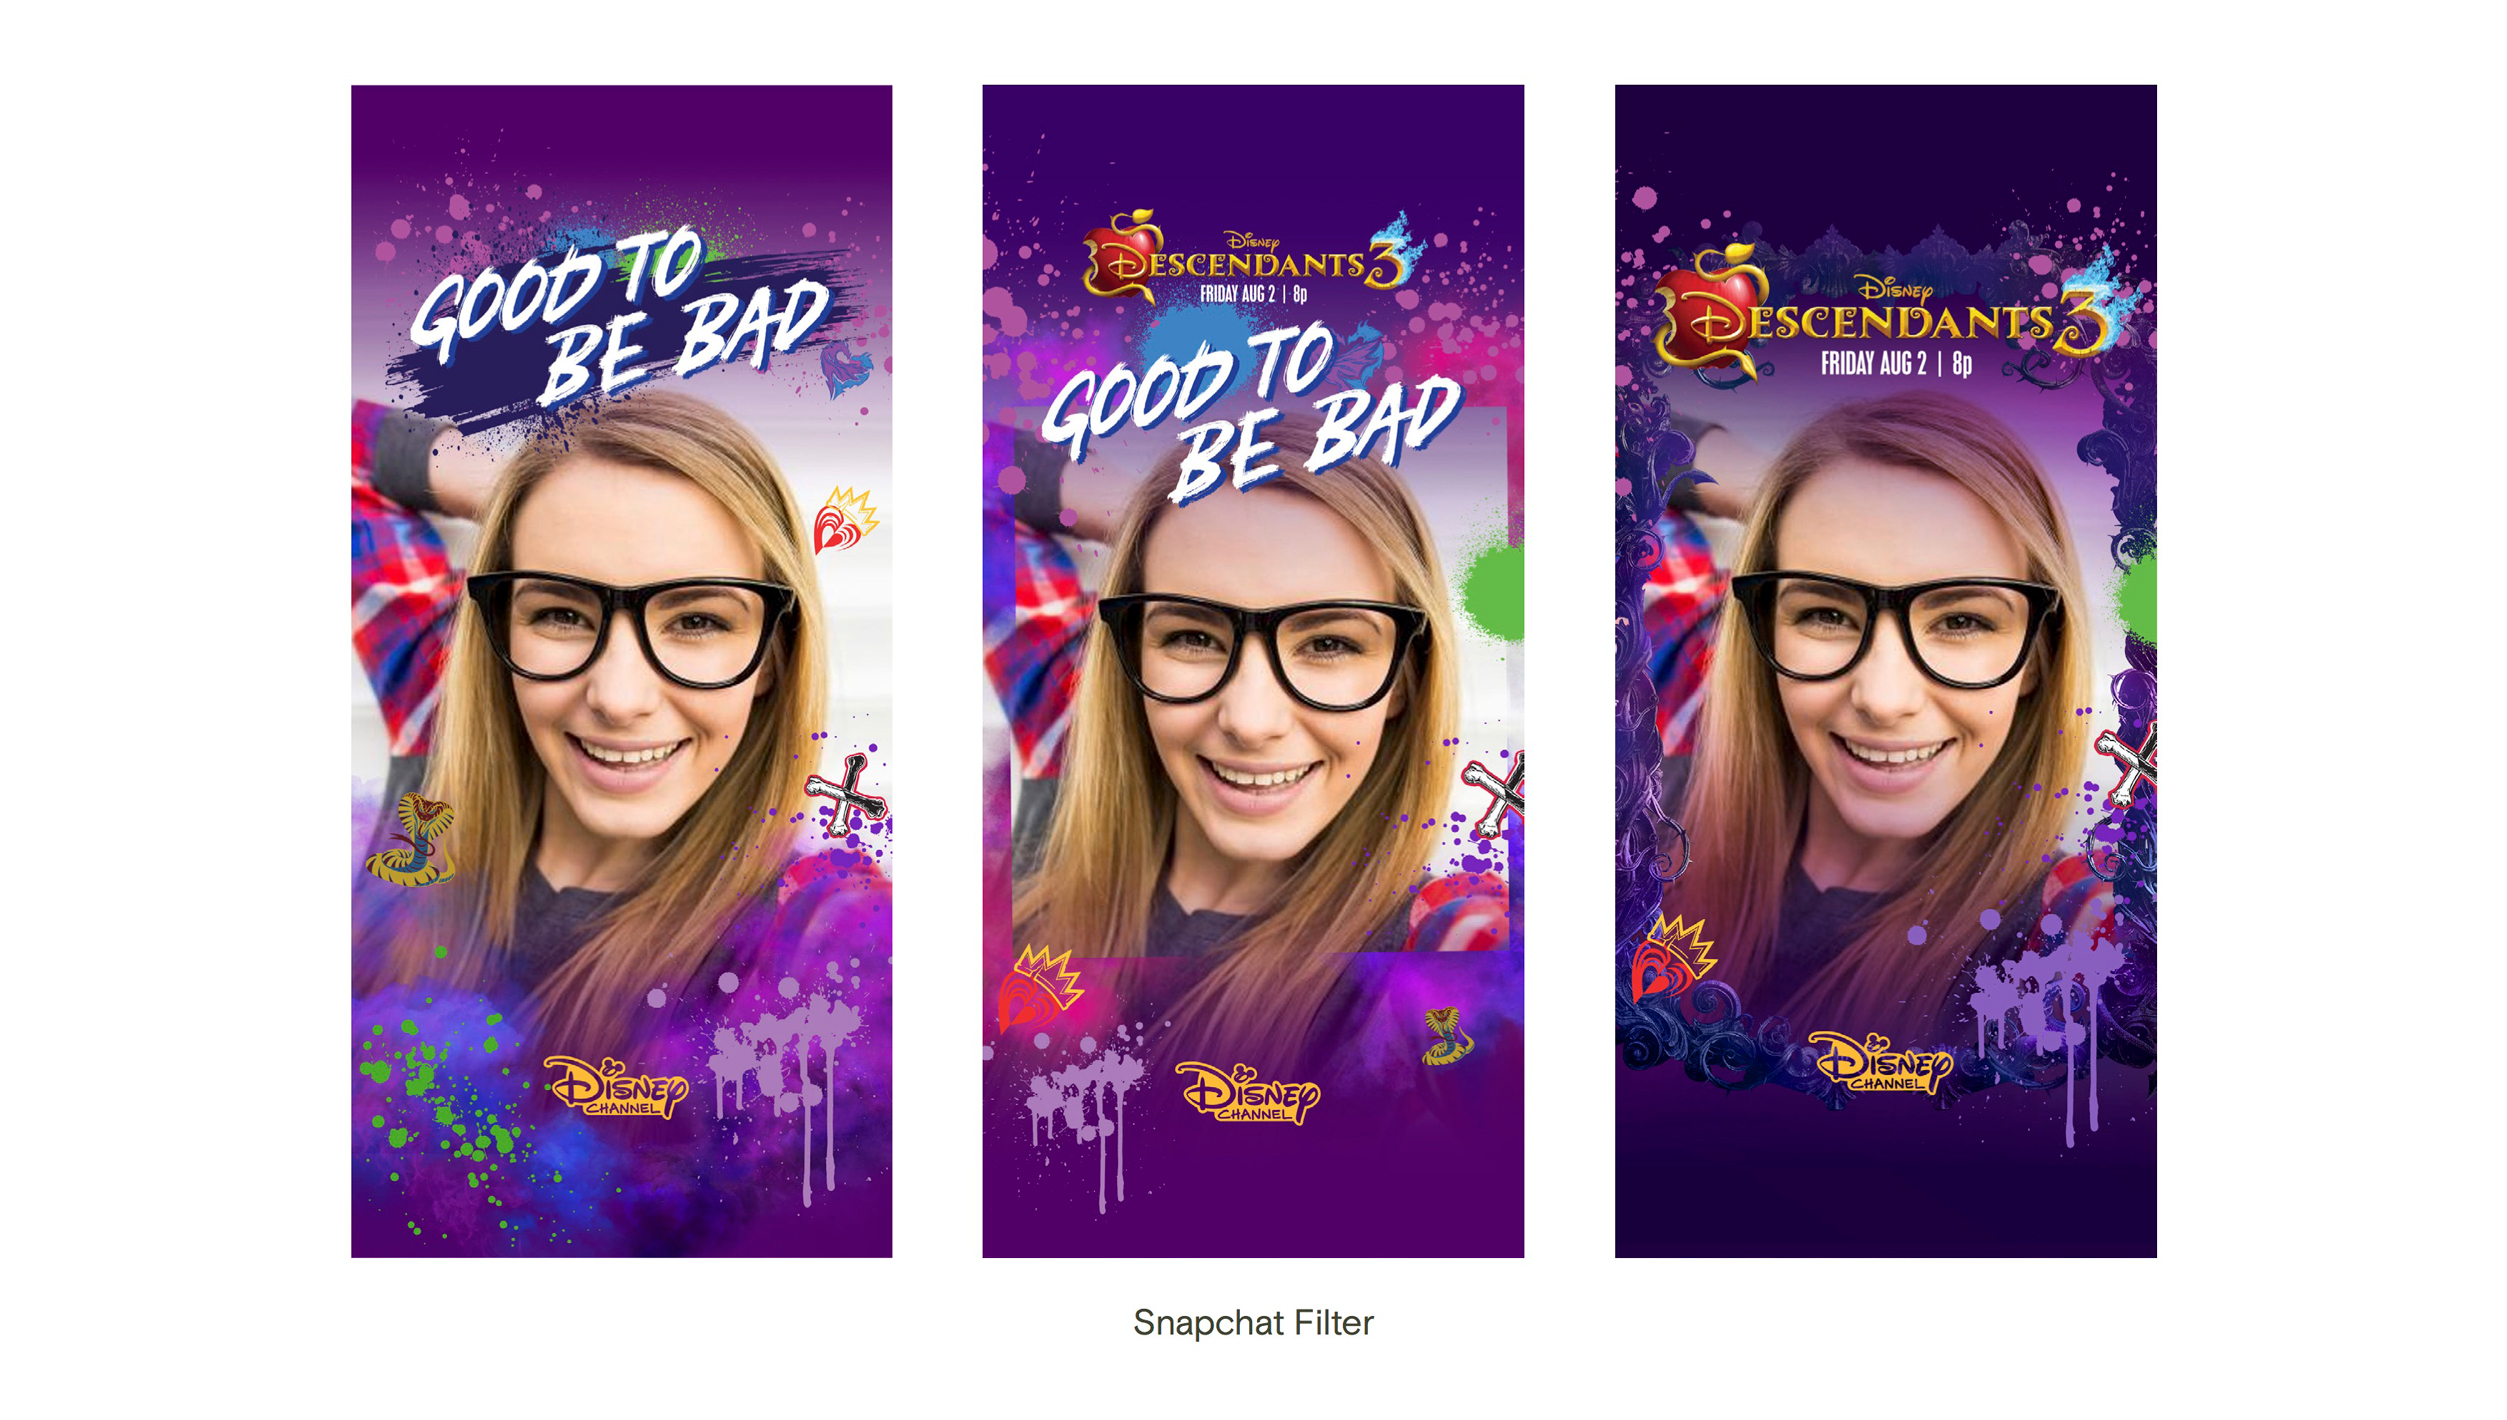 GOOD TO
BE BAD
DISNEY
CHANNEL
DISNEY
DESCENDANTS 3
FRIDAY AUG 2 | 8p
GOOD TO
BE BAD
DISNEY
CHANNEL
DISNEY
DESCENDANTS 3
FRIDAY AUG 2 | 8p
DISNEY
CHANNEL
Snapchat Filter